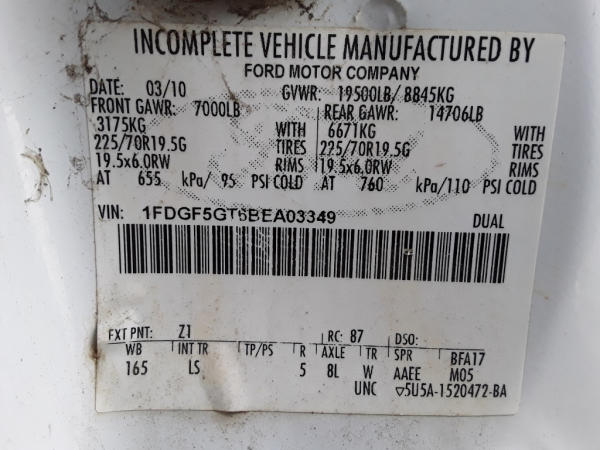 INCOMPLETE VEHICLE MANUFACTURED BY
FORD MOTOR COMPANY
DATE: 03/10 GVWR: 19500LB/ 8845KG
FRONT GAWR: 7000LB REAR GAWR: 14706LB
3175KG WITH 6671KG WITH
225/70R19.5G TIRES 225/70R19.5G TIRES
19.5x6.0RW RIMS 19.5x6.0RW RIMS
AT 655 kPa/ 95 PSI COLD AT 760 kPa/110 PSI COLD
VIN: 1FDGF5GT6BEA03349 DUAL
EXT PNT: Z1 RC: 87 DSO:
WB INT TR TP/PS R AXLE TR SPR BFA17
165 LS 5 8L W AAEE M05
UNC ▽5U5A-1520472-BA